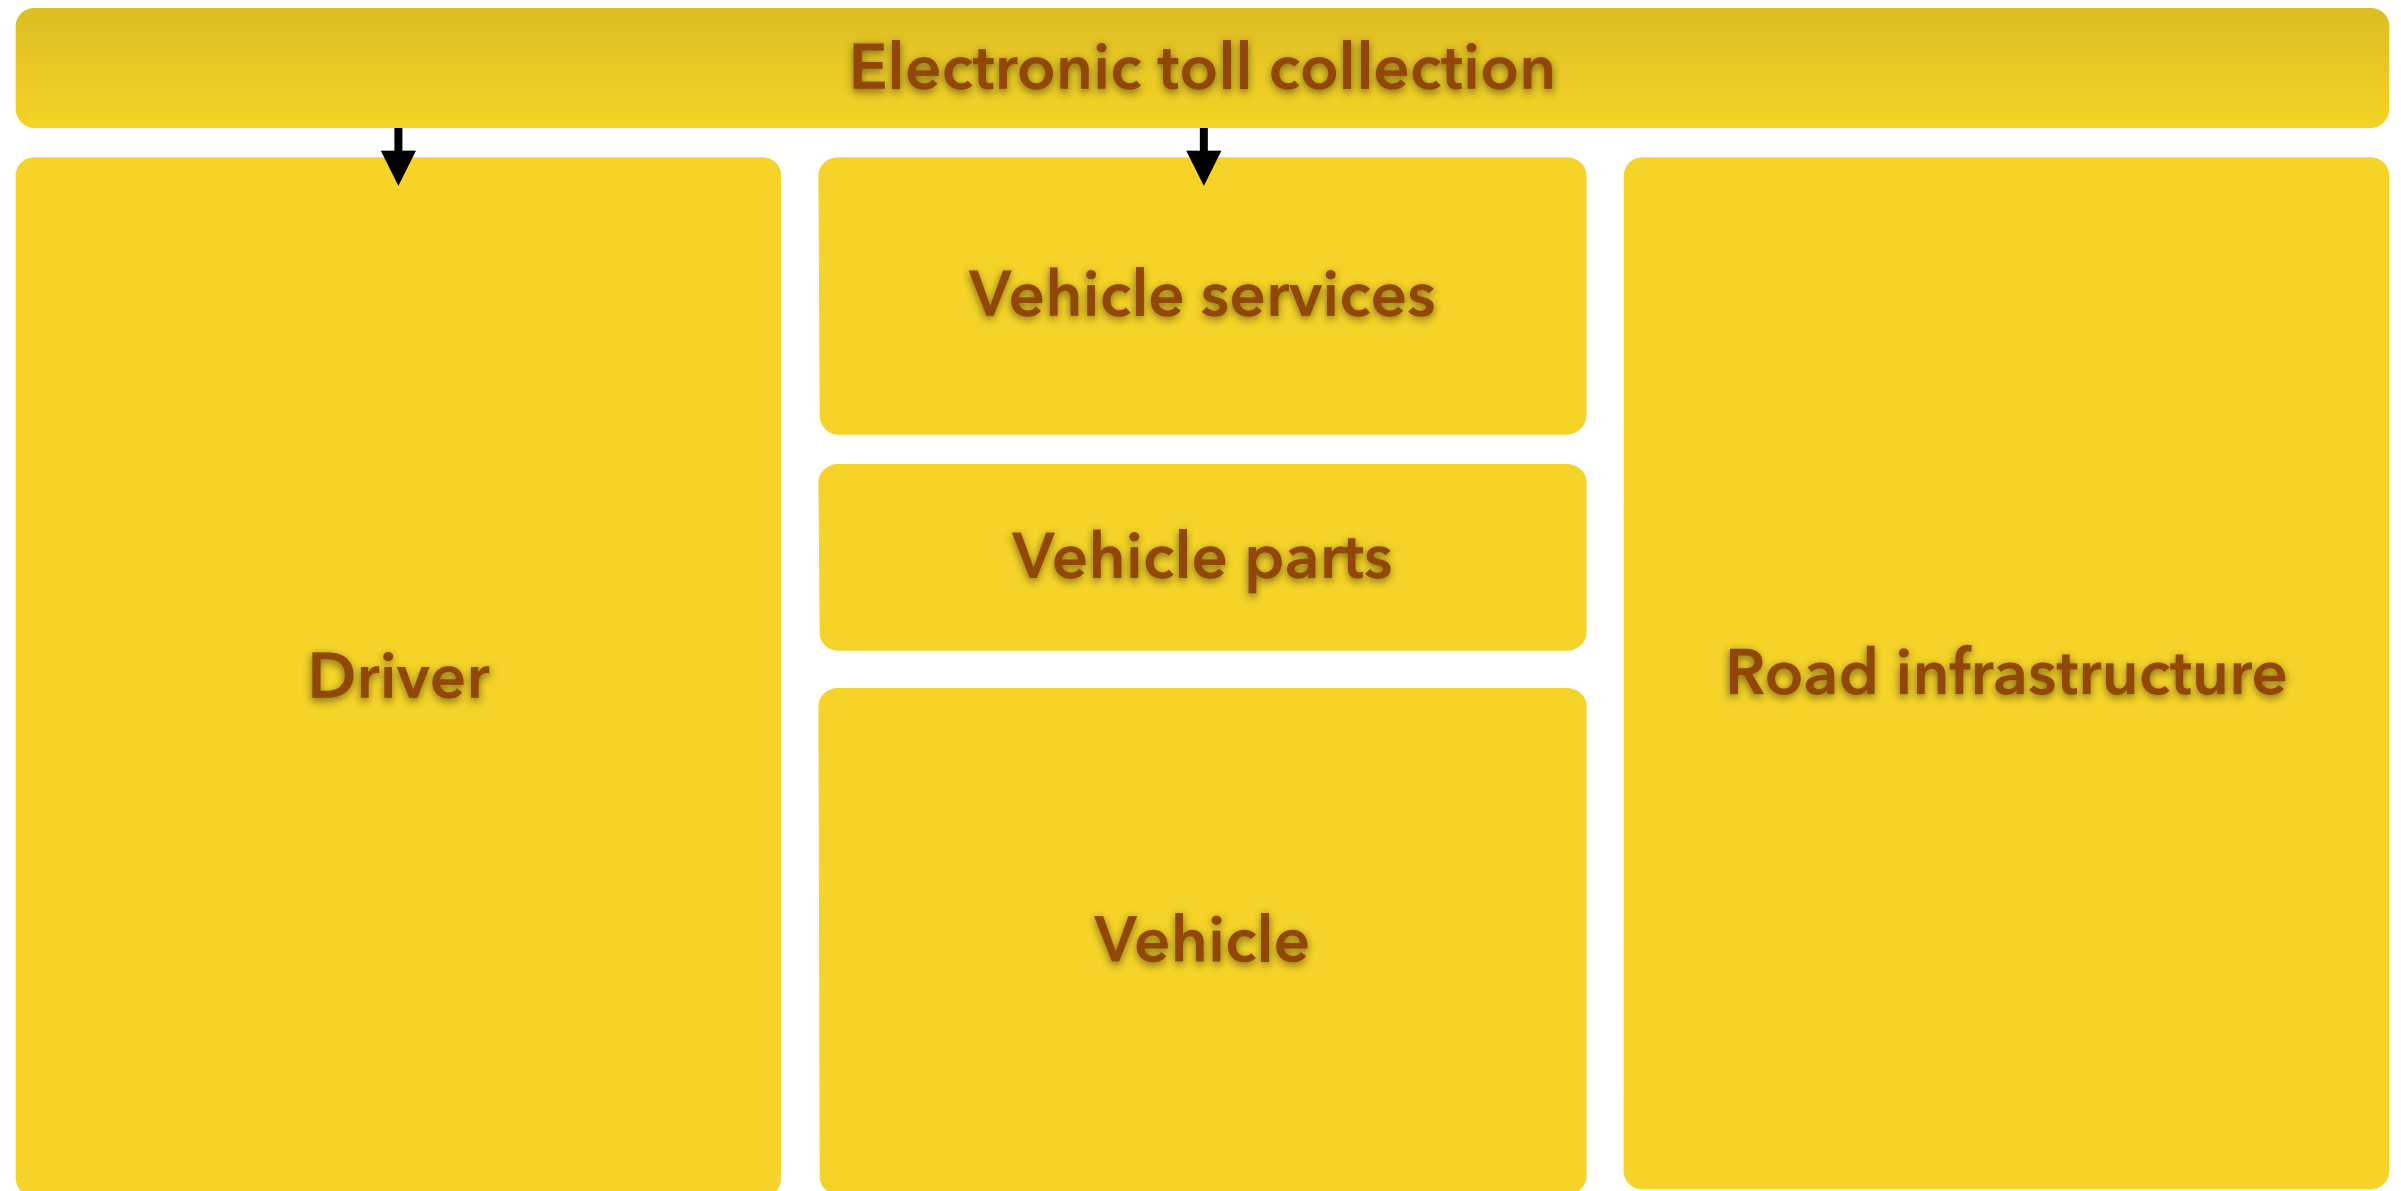 Electronic toll collection
Driver
Vehicle services
Vehicle parts
Vehicle
Road infrastructure